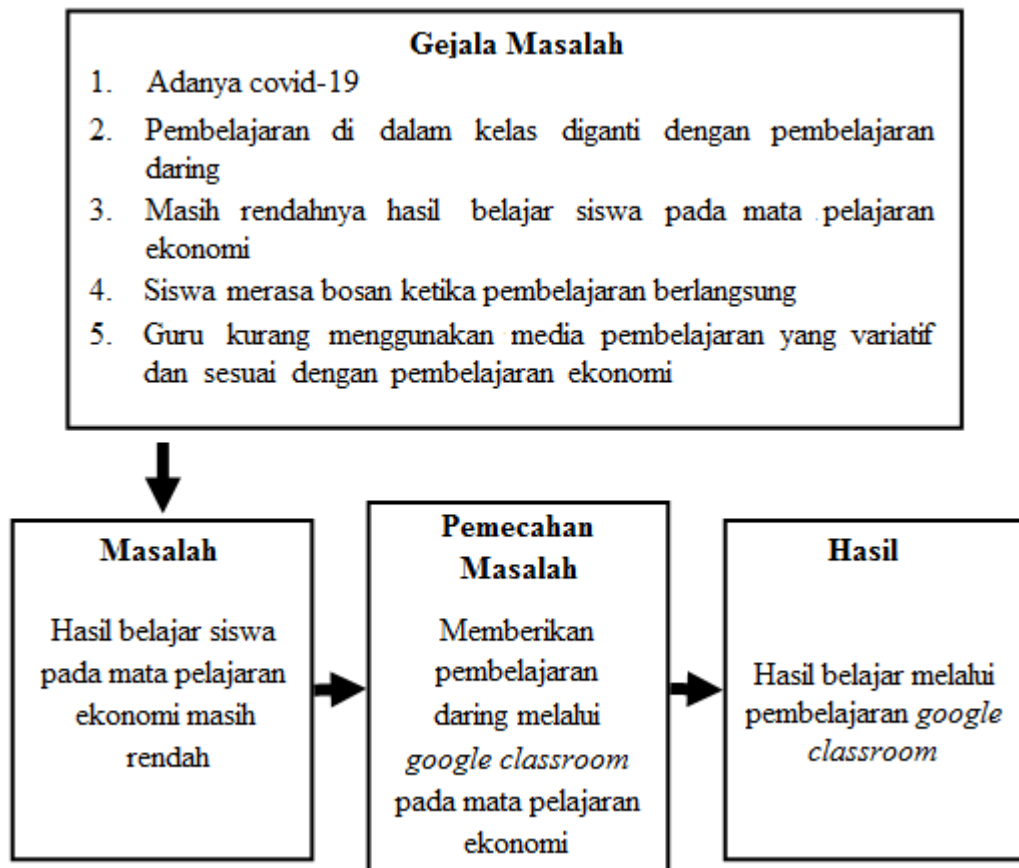 Gejala Masalah
1. Adanya covid-19
2. Pembelajaran di dalam kelas diganti dengan pembelajaran
daring
3. Masih rendahnya hasil belajar siswa pada mata pelajaran
ekonomi
4. Siswa merasa bosan ketika pembelajaran berlangsung
5. Guru kurang menggunakan media pembelajaran yang variatif
dan sesuai dengan pembelajaran ekonomi
Masalah
Hasil belajar siswa
pada mata pelajaran
ekonomi masih
rendah
Pemecahan
Masalah
Memberikan
pembelajaran
daring melalui
google classroom
pada mata pelajaran
ekonomi
Hasil
Hasil belajar melalui
pembelajaran google
classroom